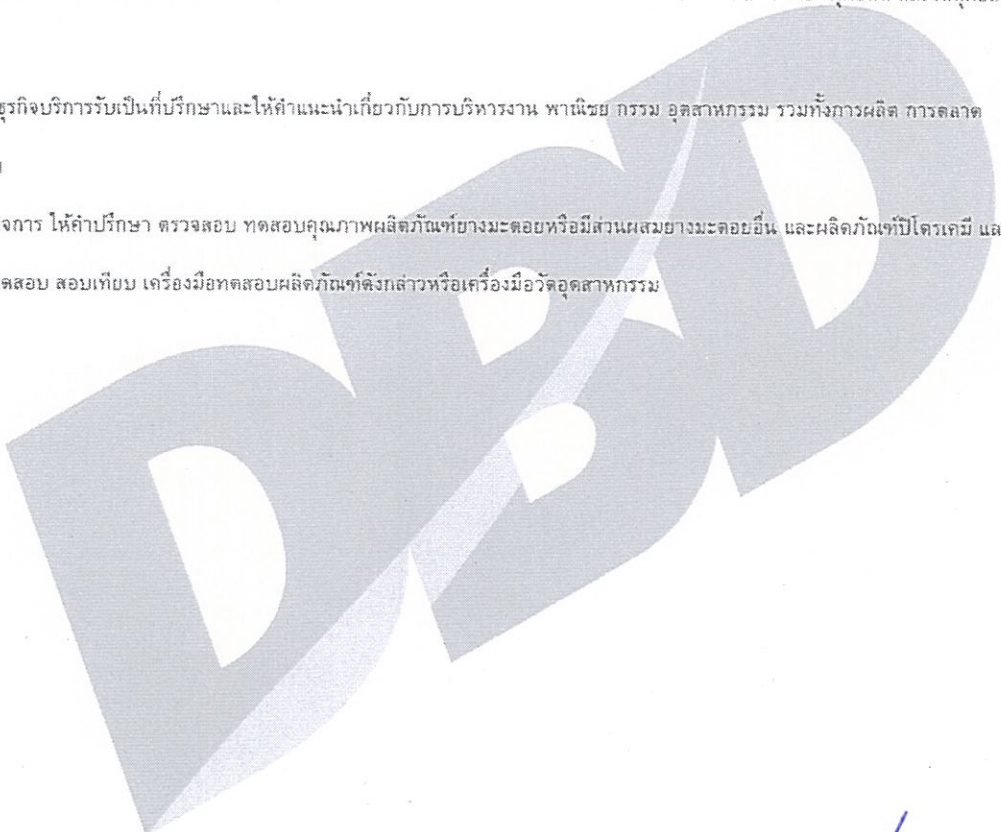 ธุรกิจบริการรับเป็นที่ปรึกษาและให้คำแนะนำเกี่ยวกับการบริหารงาน พาณิชย กรรม อุตสาหกรรม รวมทั้งการผลิต การตลาด
จการ ให้คำปรึกษา ตรวจสอบ ทดสอบคุณภาพผลิตภัณฑ์ยางมะตอยหรือมีส่วนผสมยางมะตอยอื่น และผลิตภัณฑ์ปิโตรเคมี แล
ดสอบ สอบเทียบ เครื่องมือทดสอบผลิตภัณฑ์ดังกล่าวหรือเครื่องมือวัดอุตสาหกรรม
DBD